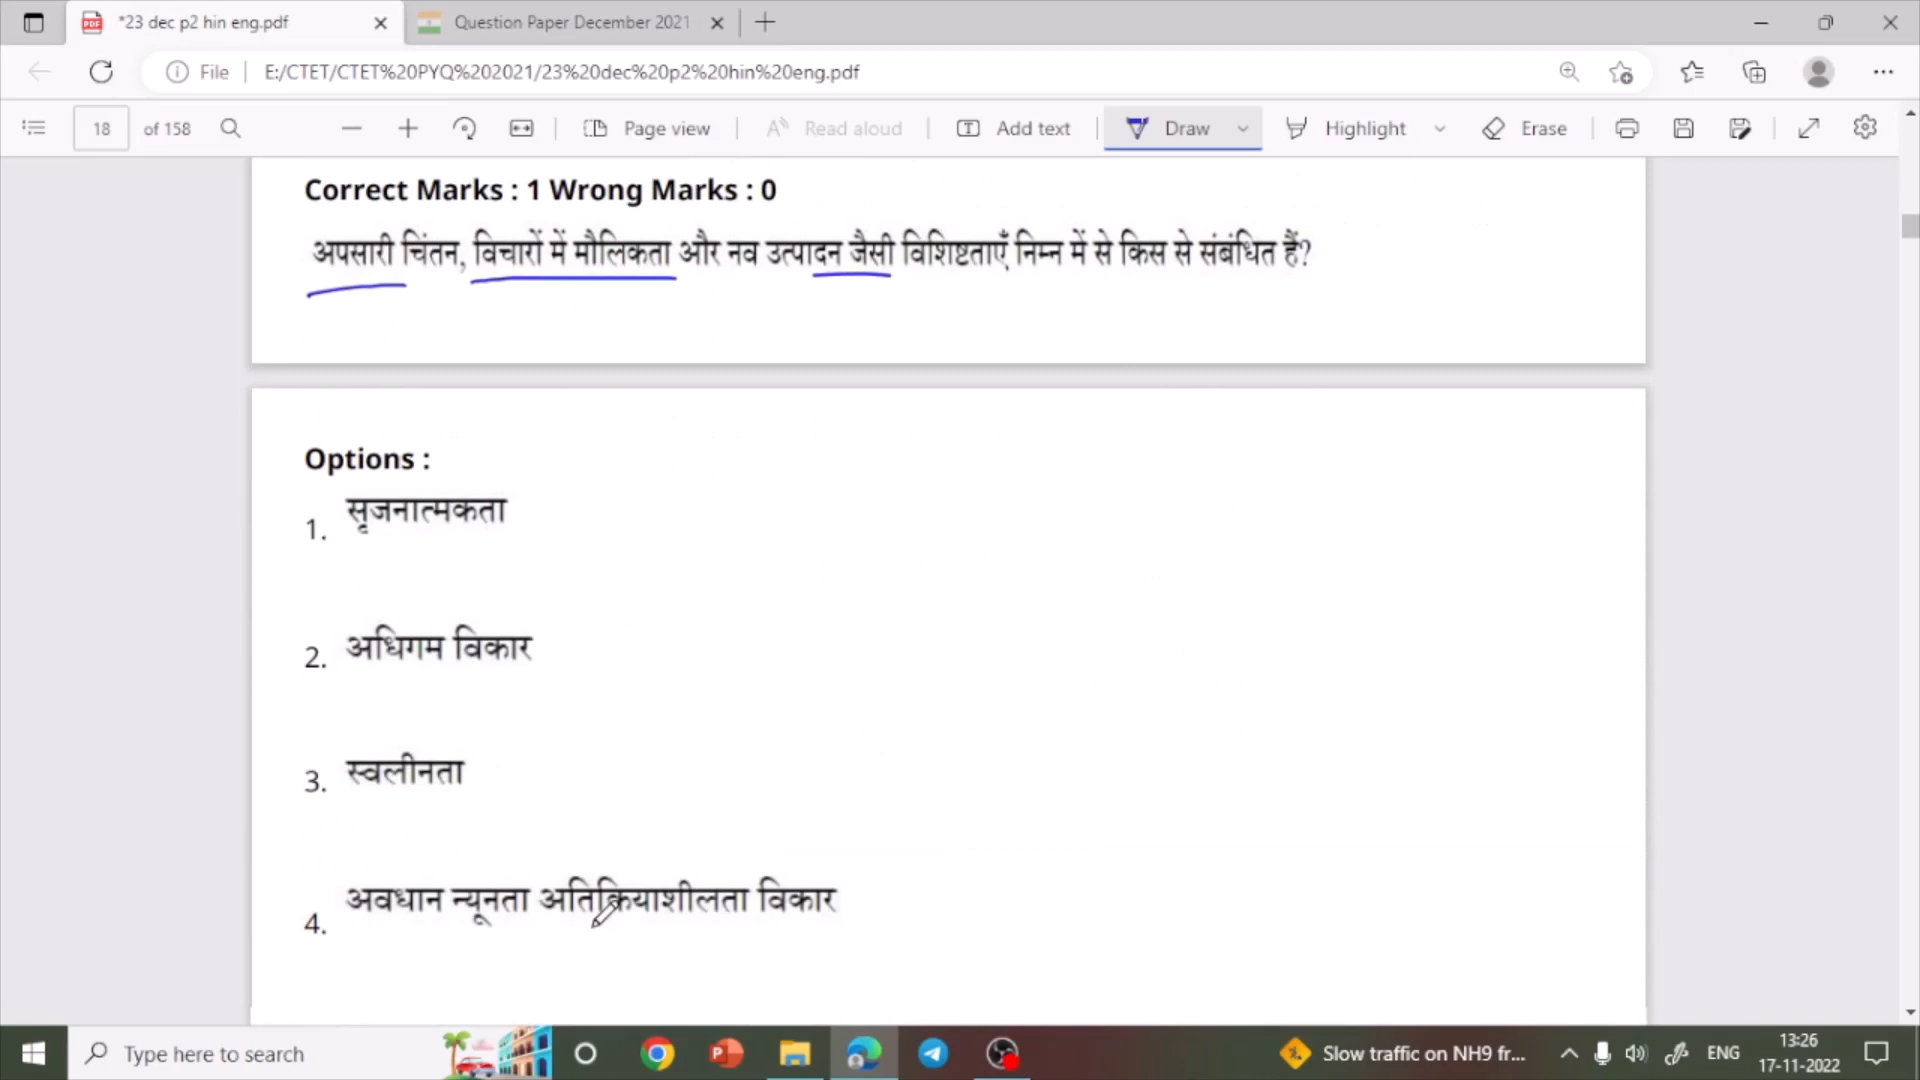 *23 dec p2 hin eng.pdf
Question Paper December 2021
File
E:/CTET/CTET%20PYQ%202021/23%20dec%20p2%20hin%20eng.pdf
18 of 158
Page view
Read aloud
Add text
Draw
Highlight
Erase
Correct Marks : 1 Wrong Marks : 0
अपसारी चिंतन, विचारों में मौलिकता और नव उत्पादन जैसी विशिष्टताएँ निम्न में से किस से संबंधित हैं?
Options :
1. सृजनात्मकता
2. अधिगम विकार
3. स्वलीनता
4. अवधान न्यूनता अतिक्रियाशीलता विकार
Type here to search
Slow traffic on NH9 fr...
ENG
13:26
17-11-2022